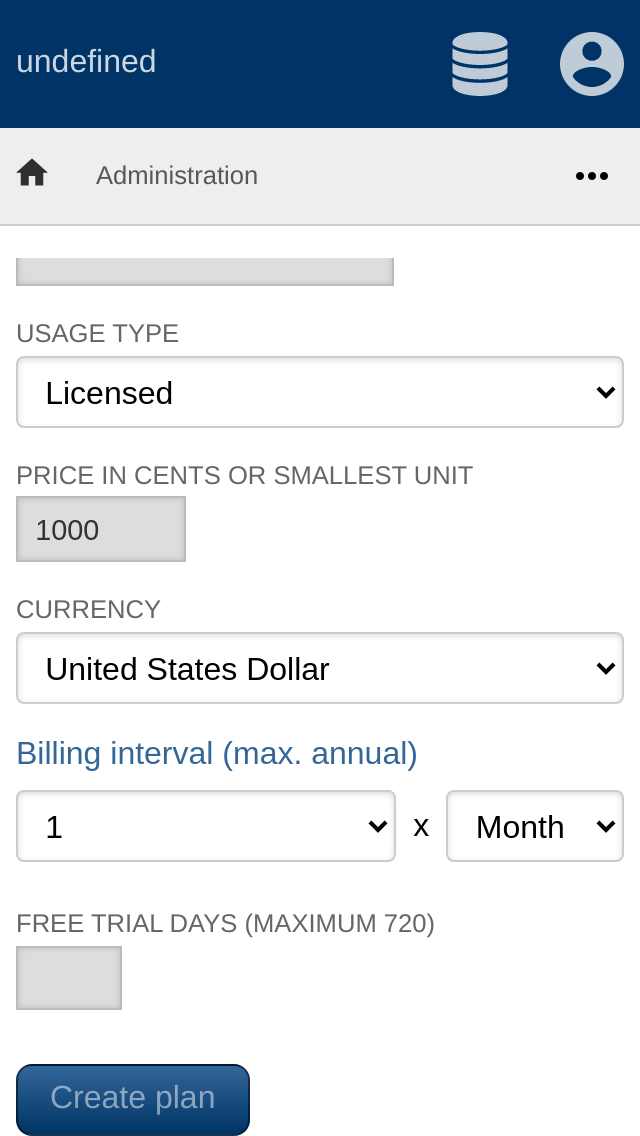 undefined
Administration
USAGE TYPE
Licensed
PRICE IN CENTS OR SMALLEST UNIT
1000
CURRENCY
United States Dollar
Billing interval (max. annual)
1 x Month
FREE TRIAL DAYS (MAXIMUM 720)
Create plan